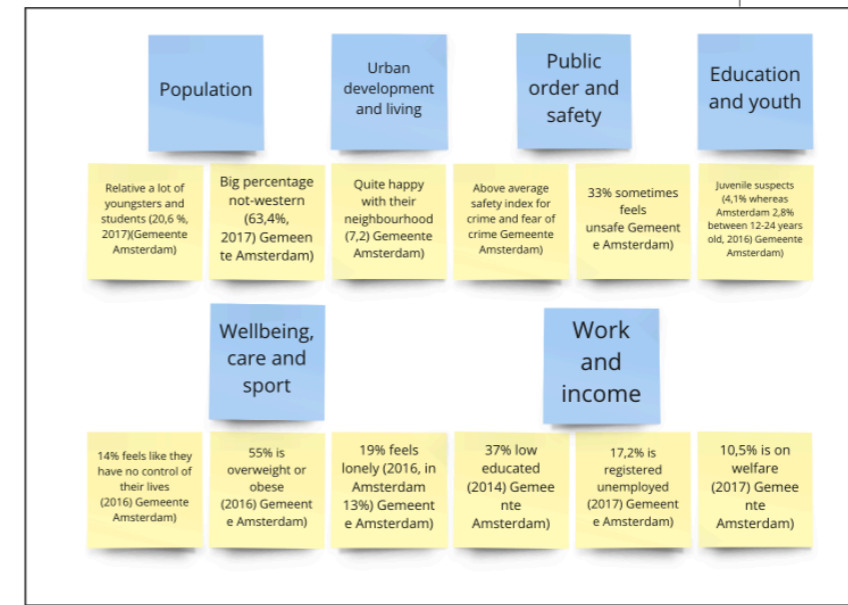 Population
Urban
development
and living
Public
order and
safety
Education
and youth
Relative a lot of
youngsters and
students (20,6 %,
2017)(Gemeente
Amsterdam)
Big percentage
not-western
(63,4%,
2017) Gemeen
te Amsterdam)
Quite happy
with their
neighbourhood
(7,2) Gemeente
Amsterdam)
Above average
safety index for
crime and fear of
crime Gemeente
Amsterdam)
33% sometimes
feels
unsafe Gemeent
e Amsterdam)
Juvenile suspects
(4,1% whereas
Amsterdam 2,8%
between 12-24 years
old, 2016) Gemeente
Amsterdam)
Wellbeing,
care and
sport
Work
and
income
14% feels like they
have no control of
their lives
(2016) Gemeente
Amsterdam)
55% is
overweight or
obese
(2016) Gemeent
e Amsterdam)
19% feels
lonely (2016, in
Amsterdam
13%) Gemeent
e Amsterdam)
37% low
educated
(2014) Gemee
nte
Amsterdam)
17,2% is
registered
unemployed
(2017) Gemeent
e Amsterdam)
10,5% is on
welfare
(2017) Gemee
nte
Amsterdam)